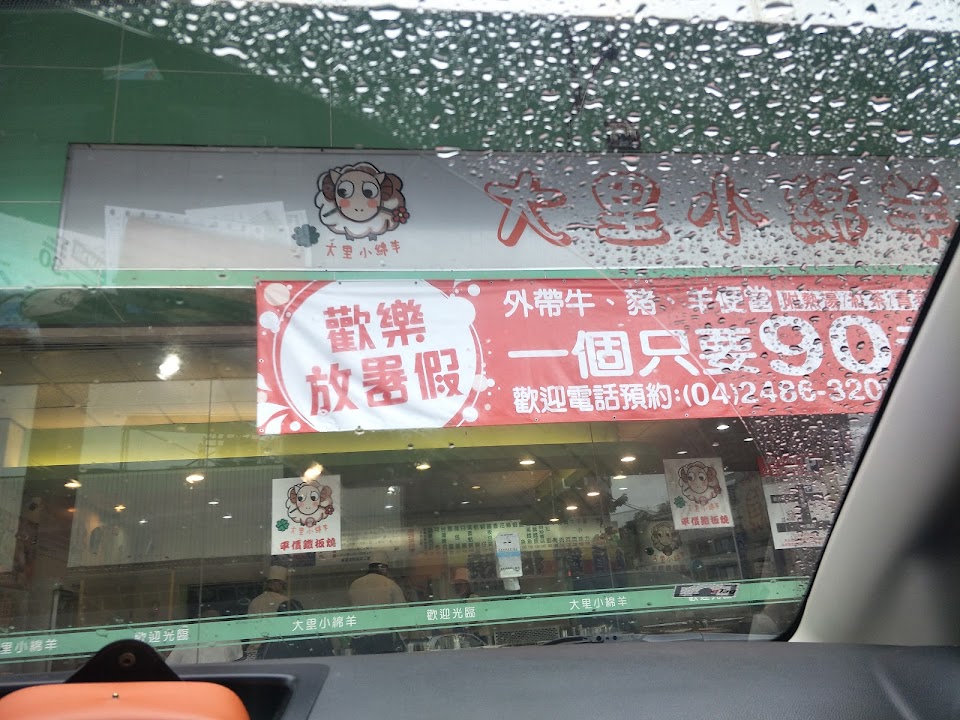 大里小綿羊
大里小綿羊
歡樂
放暑假
外帶牛、豬、羊便當
一個只要90
歡迎電話預約:(04)2486-320
大里小綿羊
平價鐵板燒
大里小綿羊
平價鐵板燒
里小綿羊
歡迎光臨
大里小綿羊
歡迎光臨
大里小綿羊